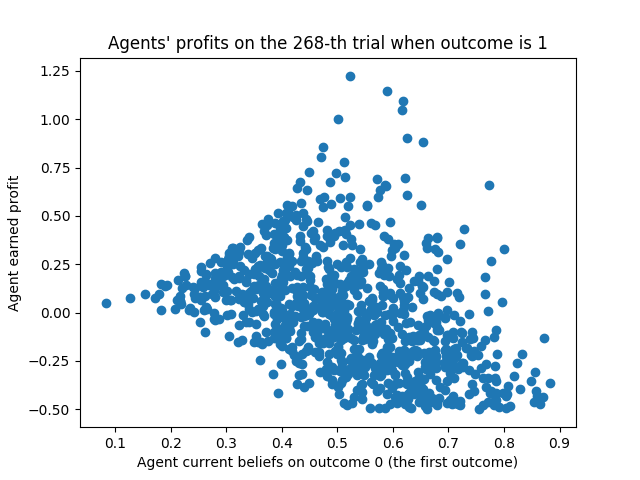 Agents' profits on the 268-th trial when outcome is 1
1.25
1.00
0.75
0.50
0.25
0.00
−0.25
−0.50
Agent earned profit
0.1 0.2 0.3 0.4 0.5 0.6 0.7 0.8 0.9
Agent current beliefs on outcome 0 (the first outcome)